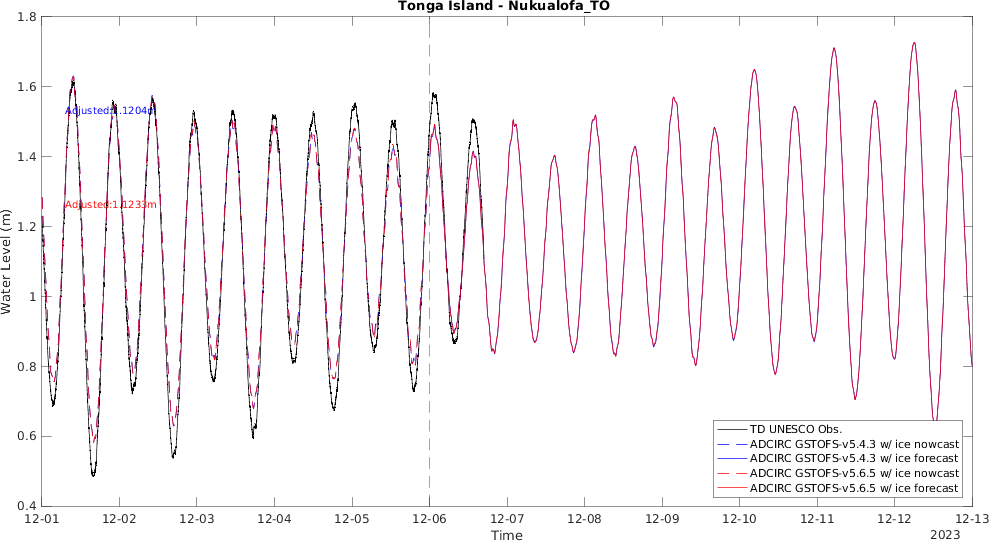 Tonga Island - Nukualofa_TO
1.8
1.6
1.4
1.2
1
0.8
0.6
0.4
Water Level (m)
Adjusted:1.1204m
Adjusted:1.1233m
TD UNESCO Obs.
ADCIRC GSTOFS-v5.4.3 w/ ice nowcast
ADCIRC GSTOFS-v5.4.3 w/ ice forecast
ADCIRC GSTOFS-v5.6.5 w/ ice nowcast
ADCIRC GSTOFS-v5.6.5 w/ ice forecast
12-01 12-02 12-03 12-04 12-05 12-06 12-07 12-08 12-09 12-10 12-11 12-12 12-13
Time 2023